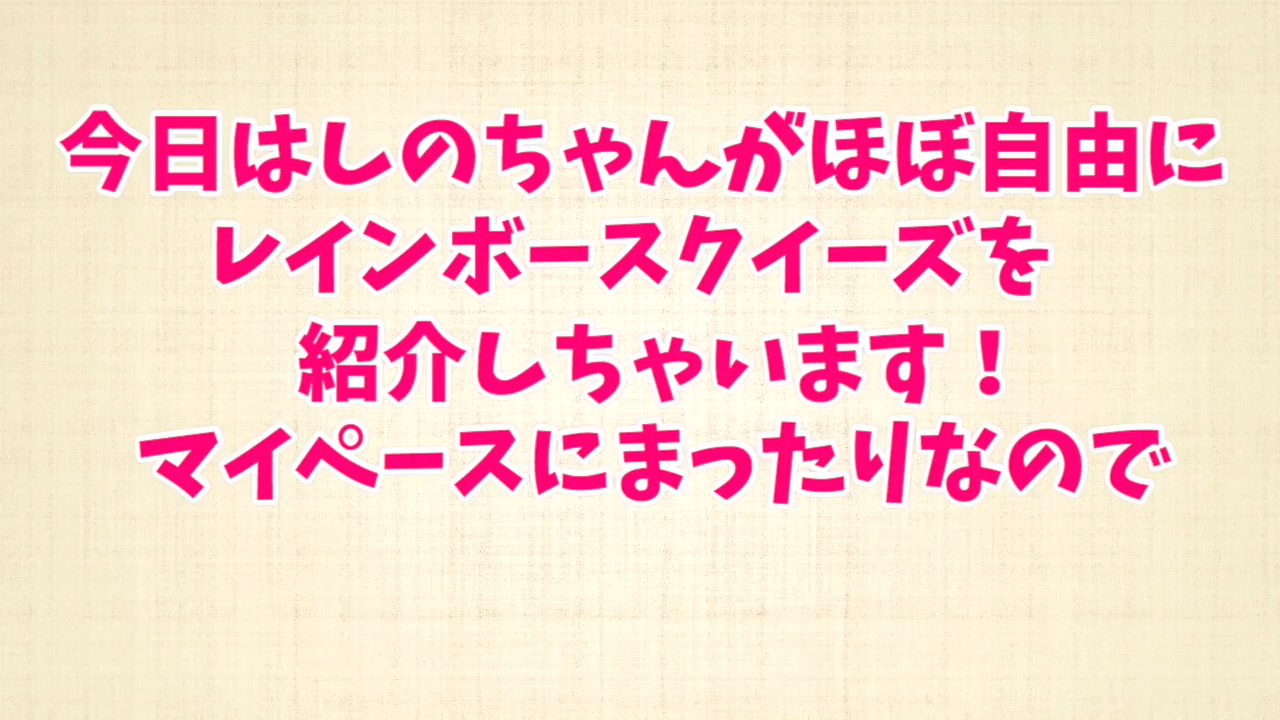 今日はしのちゃんがほぼ自由に
レインボースクイーズを
紹介しちゃいます！
マイペースにまったりなので